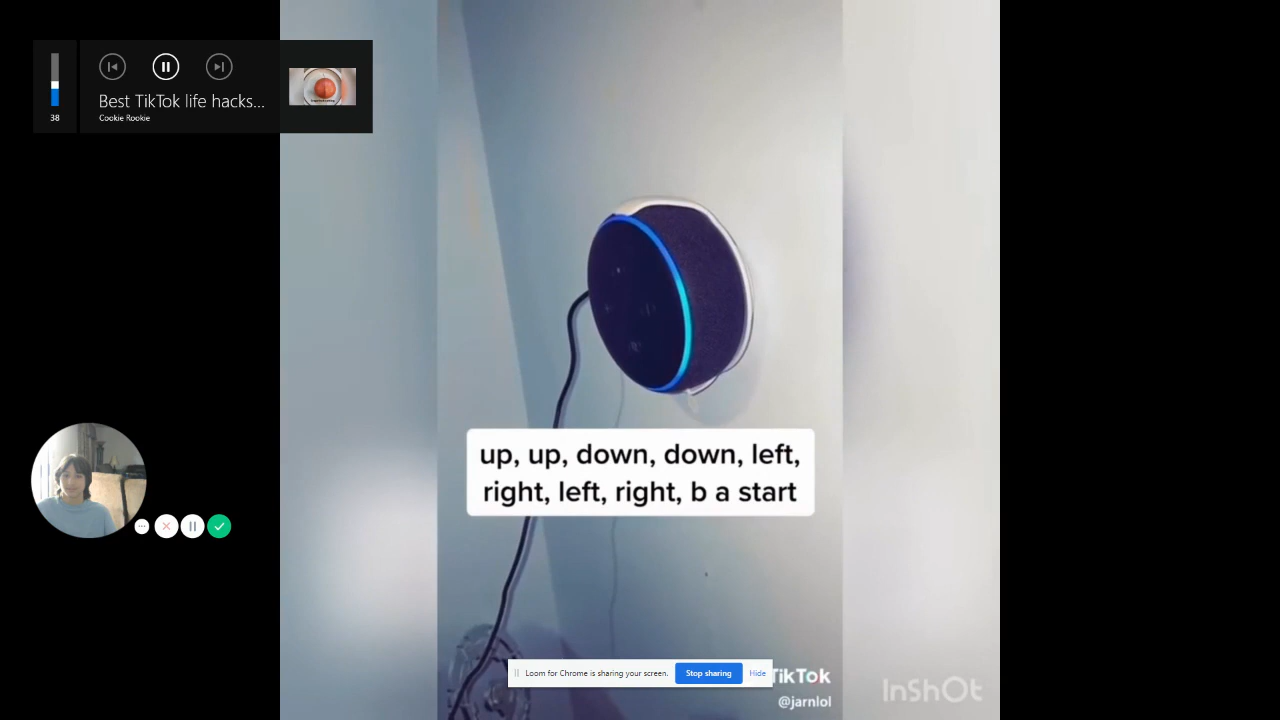 38
Best TikTok life hacks...
Cookie Rookie
up, up, down, down, left,
right, left, right, b a start
Loom for Chrome is sharing your screen.
Stop sharing
Hide
TikTok
@jarnlol
InShOt